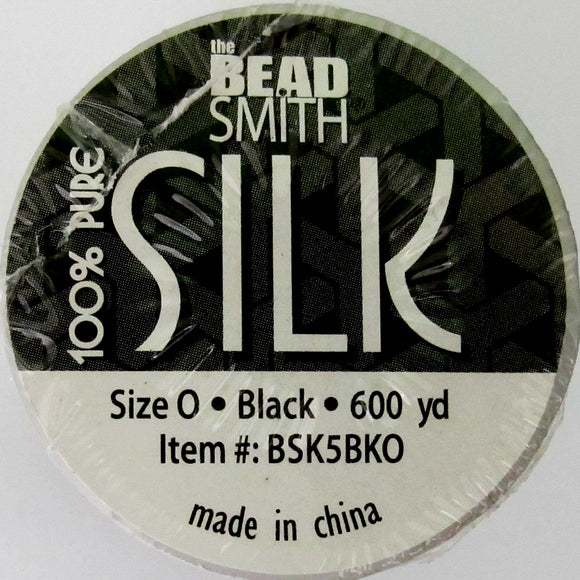 the
BEAD
SMITH
100% PURE
SILK
Size O • Black • 600 yd
Item #: BSK5BKO
made in china